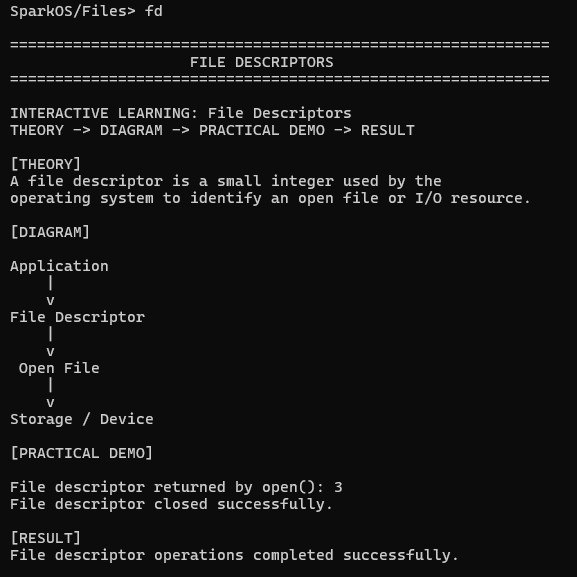 SparkOS/Files> fd
============================================================
FILE DESCRIPTORS
============================================================
INTERACTIVE LEARNING: File Descriptors
THEORY -> DIAGRAM -> PRACTICAL DEMO -> RESULT
[THEORY]
A file descriptor is a small integer used by the
operating system to identify an open file or I/O resource.
[DIAGRAM]
Application
|
v
File Descriptor
|
v
Open File
|
v
Storage / Device
[PRACTICAL DEMO]
File descriptor returned by open(): 3
File descriptor closed successfully.
[RESULT]
File descriptor operations completed successfully.